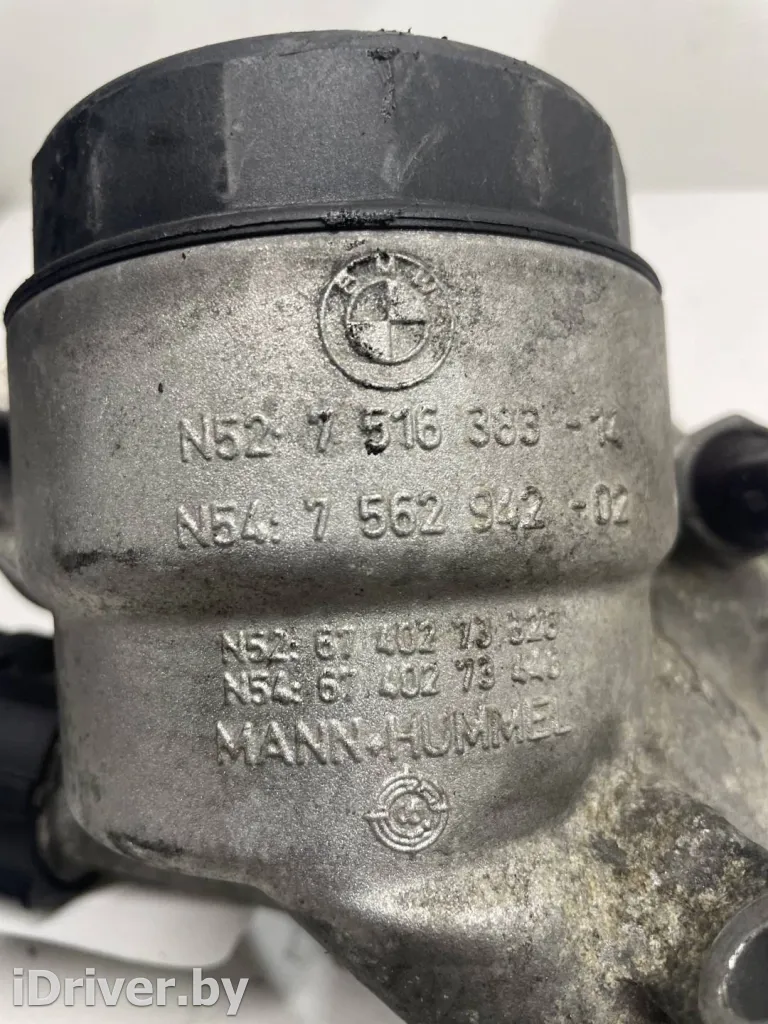 BMW
N52: 7 516 383 -14
N54: 7 562 942 -02
N52: 67 402 73 326
N54: 67 402 73 446
MANN+HUMMEL
iDriver.by